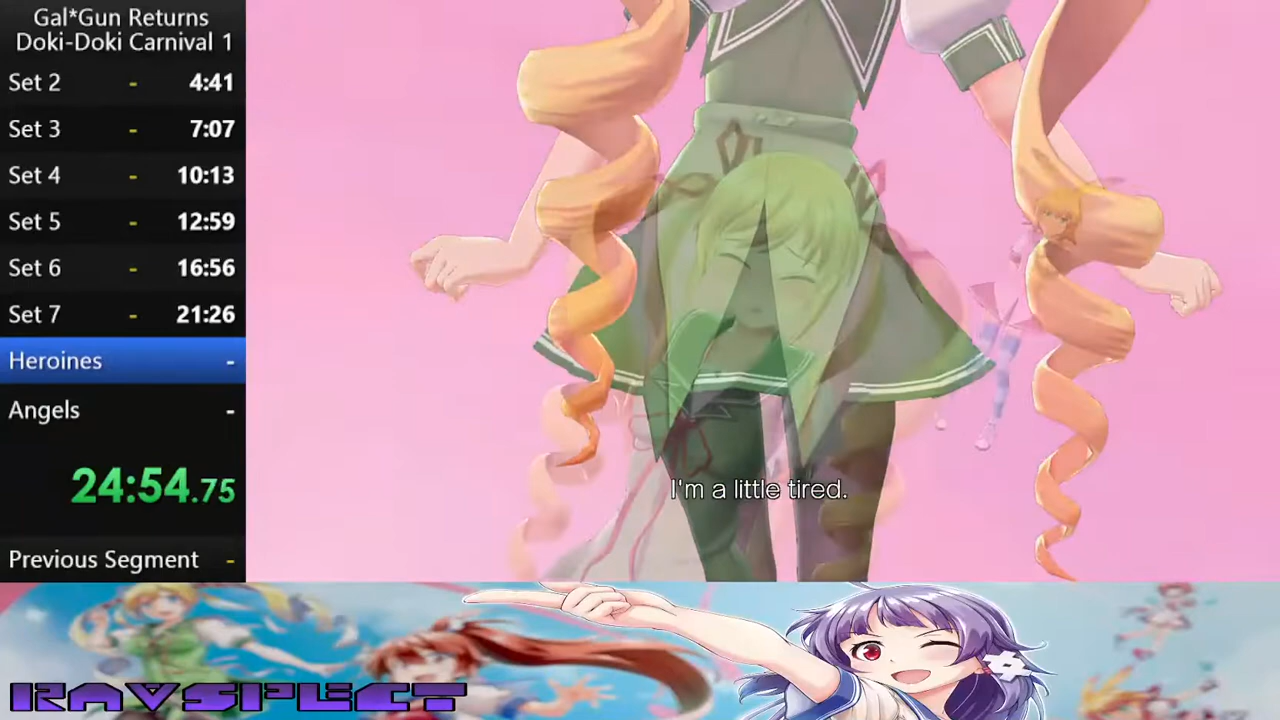 Gal*Gun Returns
Doki-Doki Carnival 1
Set 2 - 4:41
Set 3 - 7:07
Set 4 - 10:13
Set 5 - 12:59
Set 6 - 16:56
Set 7 - 21:26
Heroines -
Angels -
24:54.75
Previous Segment -
I'm a little tired.
RAVSPLECT